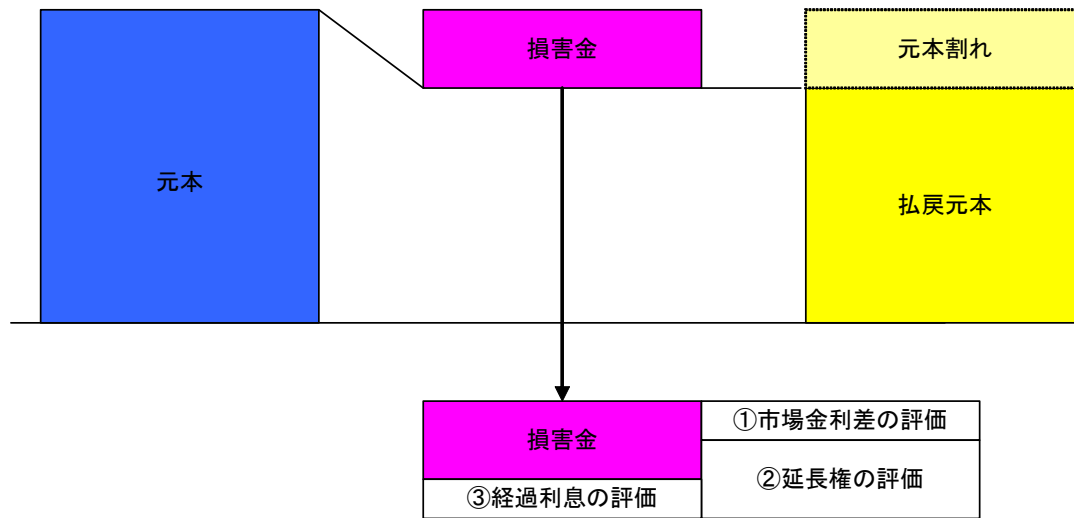 損害金
元本割れ
元本
払戻元本
損害金
①市場金利差の評価
②延長権の評価
③経過利息の評価